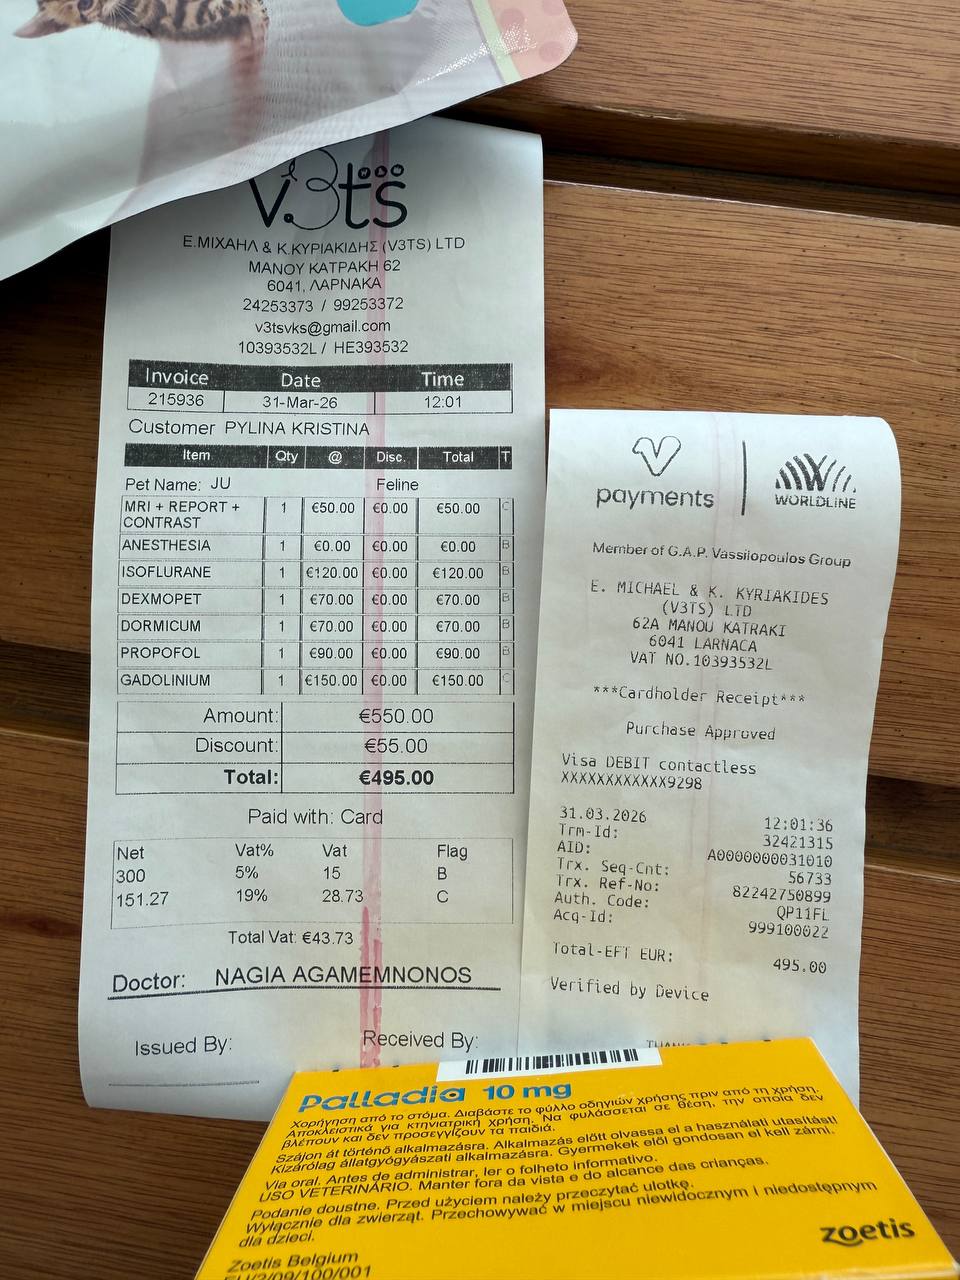 v3ts
Ε.ΜΙΧΑΗΛ & Κ.ΚΥΡΙΑΚΙΔΗΣ (V3TS) LTD
ΜΑΝΟΥ ΚΑΤΡΑΚΗ 62
6041, ΛΑΡΝΑΚΑ
24253373 / 99253372
v3tsvks@gmail.com
10393532L / HE393532
Invoice Date Time
215936 31-Mar-26 12:01
Customer PYLINA KRISTINA
Item Qty @ Disc. Total T
Pet Name: JU Feline
MRI + REPORT + CONTRAST 1 €50.00 €0.00 €50.00 C
ANESTHESIA 1 €0.00 €0.00 €0.00 B
ISOFLURANE 1 €120.00 €0.00 €120.00 B
DEXMOPET 1 €70.00 €0.00 €70.00 B
DORMICUM 1 €70.00 €0.00 €70.00 B
PROPOFOL 1 €90.00 €0.00 €90.00 B
GADOLINIUM 1 €150.00 €0.00 €150.00 C
Amount: €550.00
Discount: €55.00
Total: €495.00
Paid with: Card
Net Vat% Vat Flag
300 5% 15 B
151.27 19% 28.73 C
Total Vat: €43.73
Doctor: NAGIA AGAMEMNONOS
Issued By: Received By:
payments WORLDLINE
Member of G.A.P. Vassilopoulos Group
E. MICHAEL & K. KYRIAKIDES
(V3TS) LTD
62A MANOU KATRAKI
6041 LARNACA
VAT NO.10393532L
***Cardholder Receipt***
Purchase Approved
Visa DEBIT contactless
XXXXXXXXXXXX9298
31.03.2026 12:01:36
Trm-Id: 32421315
AID: A0000000031010
Trx. Seq-Cnt: 56733
Trx. Ref-No: 82242750899
Auth. Code: QP11FL
Acq-Id: 999100022
Total-EFT EUR: 495.00
Verified by Device
Palladia 10 mg
Χορήγηση από το στόμα. Διαβάστε το φύλλο οδηγιών χρήσης πριν από τη χρήση.
Αποκλειστικά για κτηνιατρική χρήση. Να φυλάσσεται σε θέση, την οποία δεν
βλέπουν και δεν προσεγγίζουν τα παιδιά.
Szájon át történő alkalmazásra. Alkalmazás előtt olvassa el a használati utasítást!
Kizárólag állatgyógyászati alkalmazásra. Gyermekek elől gondosan el kell zárni.
Via oral. Antes de administrar, ler o folheto informativo.
USO VETERINÁRIO. Manter fora da vista e do alcance das crianças.
Podanie doustne. Przed użyciem należy przeczytać ulotkę.
Wyłącznie dla zwierząt. Przechowywać w miejscu niewidocznym i niedostępnym
dla dzieci.
Zoetis Belgium
EU/2/09/100/001
zoetis